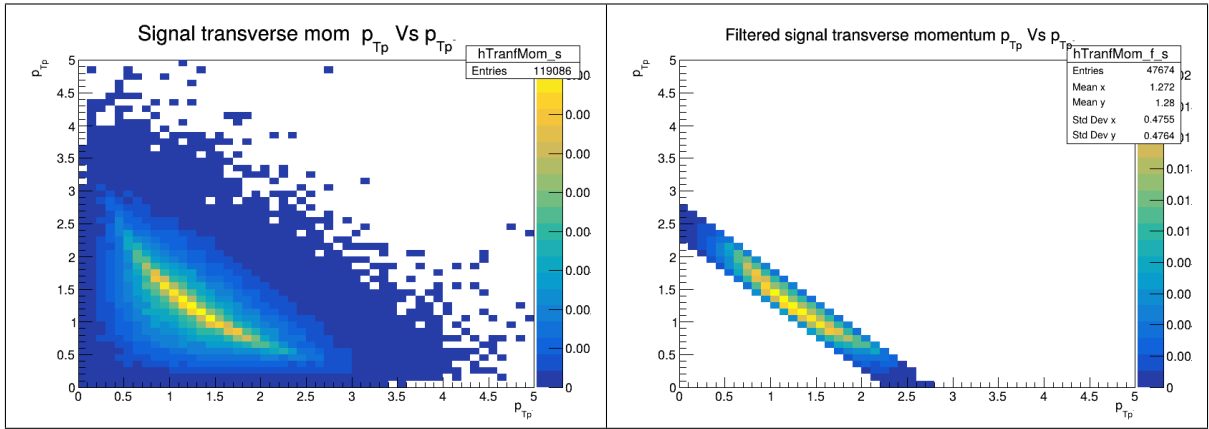 Signal transverse mom p_Tp Vs p_Tp-
hTranfMom_s
Entries 119086
p_Tp
5
4.5
4
3.5
3
2.5
2
1.5
1
0.5
0
0 0.5 1 1.5 2 2.5 3 3.5 4 4.5 5
p_Tp-
0.00
0.00
0.00
0.00
0.00
0.00
0.00
0
Filtered signal transverse momentum p_Tp Vs p_Tp-
hTranfMom_f_s
Entries 47674
Mean x 1.272
Mean y 1.28
Std Dev x 0.4755
Std Dev y 0.4764
p_Tp
5
4.5
4
3.5
3
2.5
2
1.5
1
0.5
0
0 0.5 1 1.5 2 2.5 3 3.5 4 4.5 5
p_Tp-
0.01
0.01
0.01
0.00
0.00
0.00
0.00
0